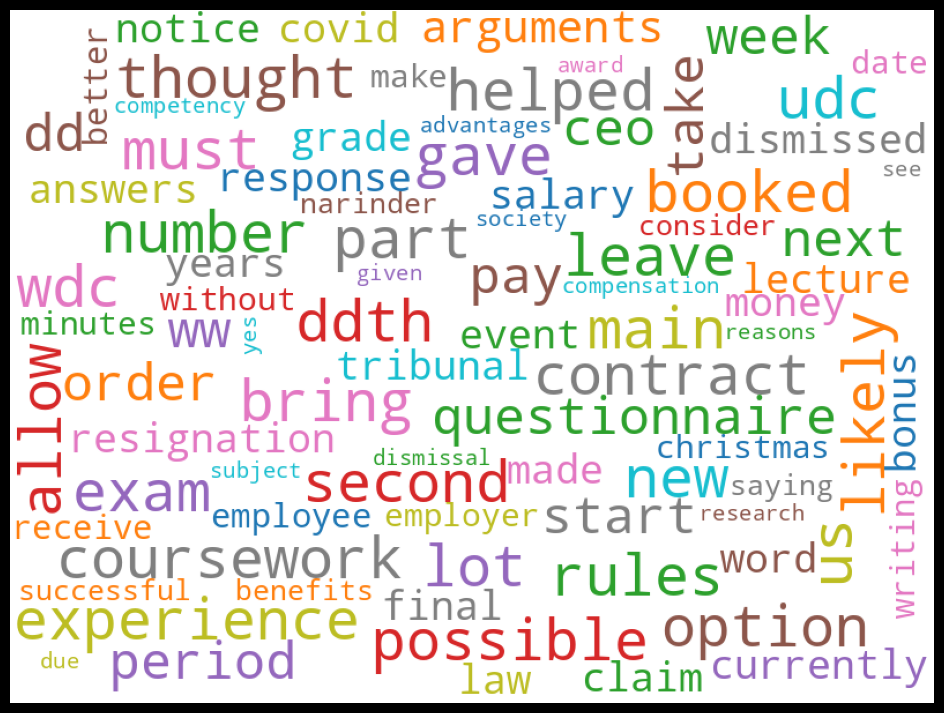 notice covid arguments week
better thought make award helped take date
competency udc
dd must grade advantages ceo dismissed
answers response gave see
narinder salary booked
number society consider
years part leave next
wdc given pay compensation lecture
without money
minutes ww yes ddth event main reasons
tribunal likely
allow order contract bonus
bring questionnaire
resignation christmas
subject dismissal
exam second made new saying
receive employee employer start research writing
us
coursework lot rules word
successful benefits
experience final possible option
due period law claim currently